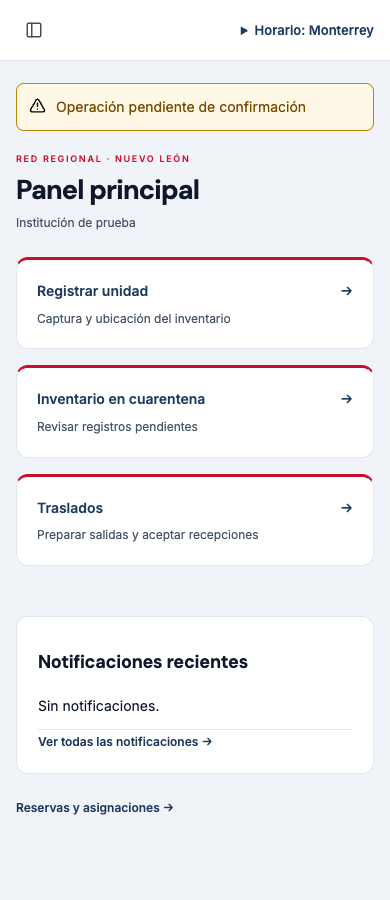 Horario: Monterrey
Operación pendiente de confirmación
RED REGIONAL · NUEVO LEÓN
Panel principal
Institución de prueba
Registrar unidad →
Captura y ubicación del inventario
Inventario en cuarentena →
Revisar registros pendientes
Traslados →
Preparar salidas y aceptar recepciones
Notificaciones recientes
Sin notificaciones.
Ver todas las notificaciones →
Reservas y asignaciones →